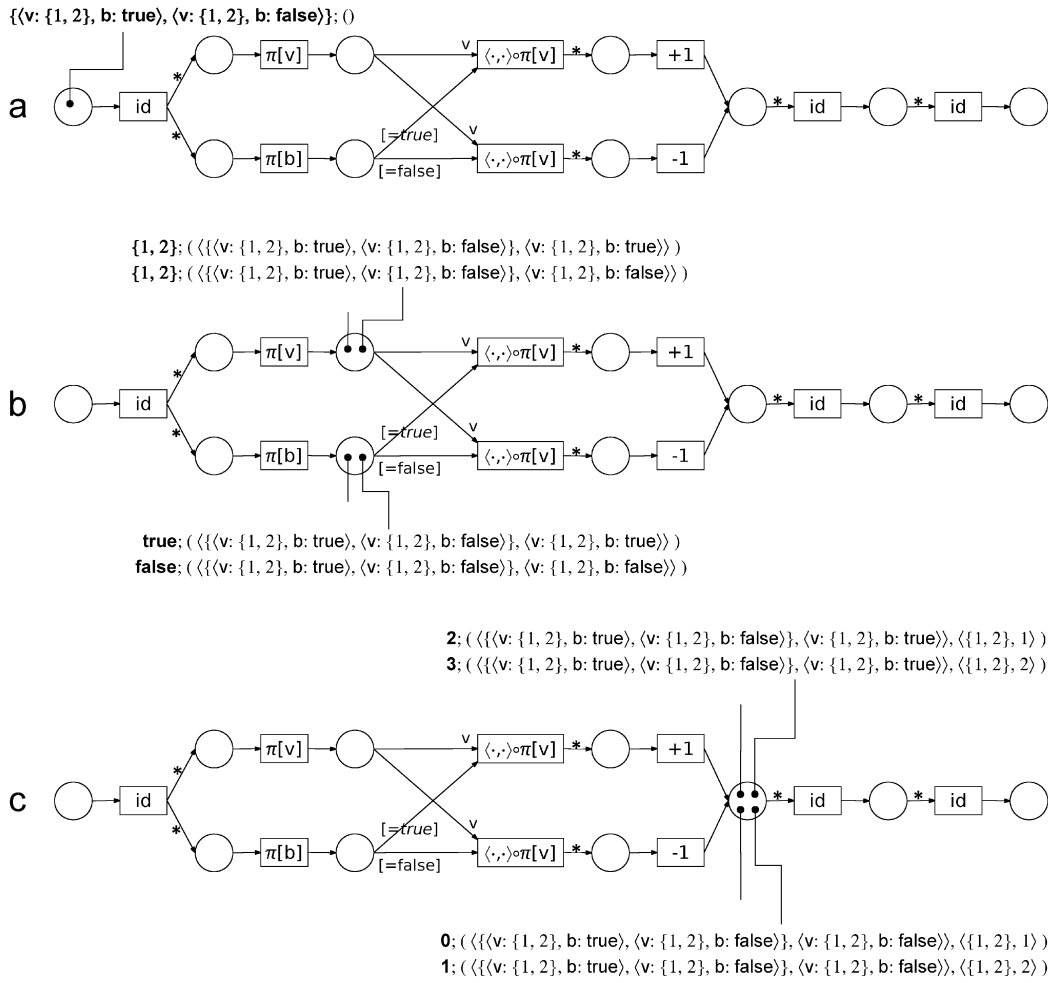 {⟨v: {1, 2}, b: true⟩, ⟨v: {1, 2}, b: false⟩}; ()
a
id
*
*
π[v]
π[b]
v
v
[=true]
[=false]
⟨·,·⟩∘π[v]
⟨·,·⟩∘π[v]
*
*
+1
-1
*
id
*
id
{1, 2}; ( ⟨{⟨v: {1, 2}, b: true⟩, ⟨v: {1, 2}, b: false⟩}, ⟨v: {1, 2}, b: true⟩⟩ )
{1, 2}; ( ⟨{⟨v: {1, 2}, b: true⟩, ⟨v: {1, 2}, b: false⟩}, ⟨v: {1, 2}, b: false⟩⟩ )
b
id
*
*
π[v]
π[b]
v
v
[=true]
[=false]
⟨·,·⟩∘π[v]
⟨·,·⟩∘π[v]
*
*
+1
-1
*
id
*
id
true; ( ⟨{⟨v: {1, 2}, b: true⟩, ⟨v: {1, 2}, b: false⟩}, ⟨v: {1, 2}, b: true⟩⟩ )
false; ( ⟨{⟨v: {1, 2}, b: true⟩, ⟨v: {1, 2}, b: false⟩}, ⟨v: {1, 2}, b: false⟩⟩ )
2; ( ⟨{⟨v: {1, 2}, b: true⟩, ⟨v: {1, 2}, b: false⟩}, ⟨v: {1, 2}, b: true⟩⟩, ⟨{1, 2}, 1⟩ )
3; ( ⟨{⟨v: {1, 2}, b: true⟩, ⟨v: {1, 2}, b: false⟩}, ⟨v: {1, 2}, b: true⟩⟩, ⟨{1, 2}, 2⟩ )
c
id
*
*
π[v]
π[b]
v
v
[=true]
[=false]
⟨·,·⟩∘π[v]
⟨·,·⟩∘π[v]
*
*
+1
-1
*
id
*
id
0; ( ⟨{⟨v: {1, 2}, b: true⟩, ⟨v: {1, 2}, b: false⟩}, ⟨v: {1, 2}, b: false⟩⟩, ⟨{1, 2}, 1⟩ )
1; ( ⟨{⟨v: {1, 2}, b: true⟩, ⟨v: {1, 2}, b: false⟩}, ⟨v: {1, 2}, b: false⟩⟩, ⟨{1, 2}, 2⟩ )